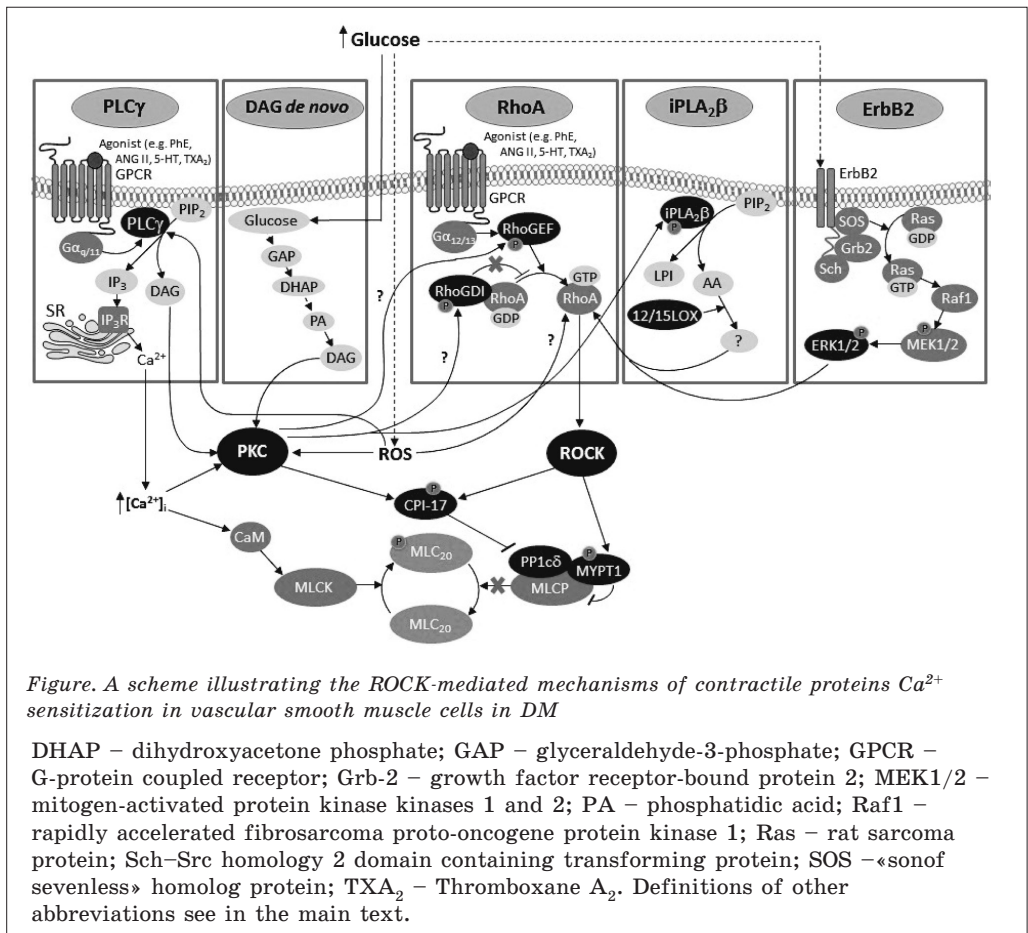 ↑Glucose
PLCγ
DAG de novo
RhoA
iPLA₂β
ErbB2
Agonist (e.g. PhE,
ANG II, 5-HT, TXA₂)
GPCR
PIP₂
PLCγ
Gα q/11
IP₃
DAG
SR
IP₃R
Ca²⁺
Glucose
GAP
DHAP
PA
DAG
Agonist (e.g. PhE,
ANG II, 5-HT, TXA₂)
GPCR
Gα₁₂/₁₃
RhoGEF
P
?
RhoGDI
P
RhoA
GDP
GTP
RhoA
?
?
iPLA₂β
P
PIP₂
LPI
AA
12/15LOX
?
ErbB2
SOS
Grb2
Sch
Ras
GDP
Ras
GTP
Raf1
P
MEK1/2
P
ERK1/2
PKC
ROS
ROCK
↑[Ca²⁺]i
P
CPI-17
CaM
MLCK
P
MLC₂₀
MLC₂₀
PP1cδ
P
MYPT1
MLCP
Figure. A scheme illustrating the ROCK-mediated mechanisms of contractile proteins Ca²⁺
sensitization in vascular smooth muscle cells in DM
DHAP – dihydroxyacetone phosphate; GAP – glyceraldehyde-3-phosphate; GPCR –
G-protein coupled receptor; Grb-2 – growth factor receptor-bound protein 2; MEK1/2 –
mitogen-activated protein kinase kinases 1 and 2; PA – phosphatidic acid; Raf1 –
rapidly accelerated fibrosarcoma proto-oncogene protein kinase 1; Ras – rat sarcoma
protein; Sch–Src homology 2 domain containing transforming protein; SOS –«sonof
sevenless» homolog protein; TXA₂ – Thromboxane A₂. Definitions of other
abbreviations see in the main text.